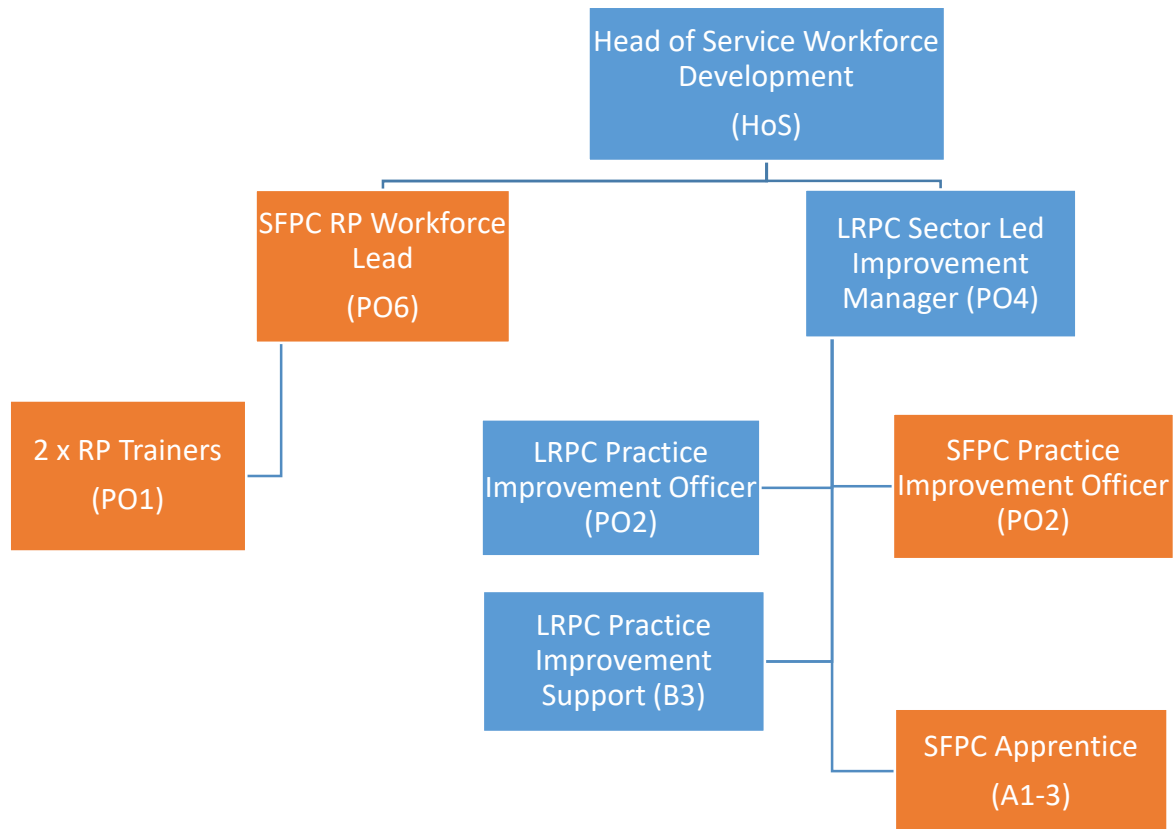 Head of Service Workforce
Development
(HoS)
SFPC RP Workforce
Lead
(PO6)
LRPC Sector Led
Improvement
Manager (PO4)
2 x RP Trainers
(PO1)
LRPC Practice
Improvement Officer
(PO2)
SFPC Practice
Improvement Officer
(PO2)
LRPC Practice
Improvement
Support (B3)
SFPC Apprentice
(A1-3)